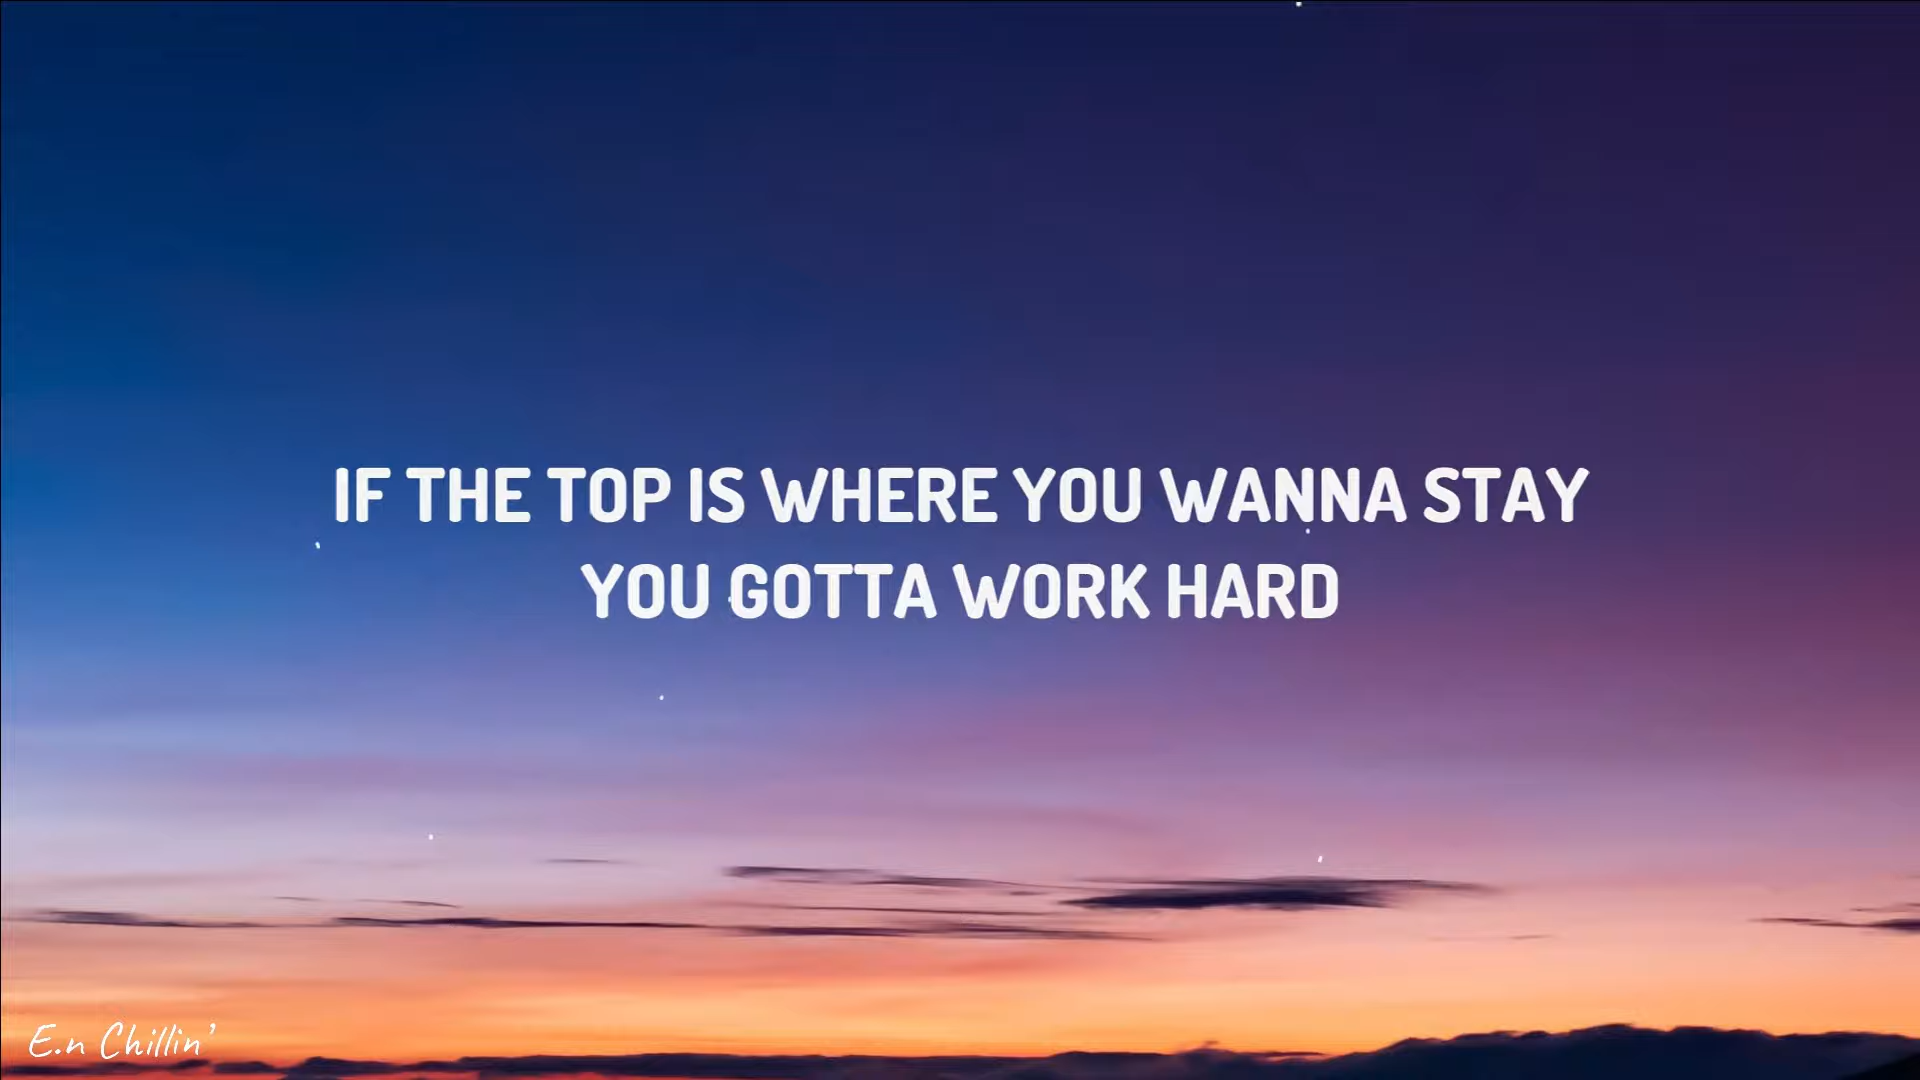 IF THE TOP IS WHERE YOU WANNA STAY
YOU GOTTA WORK HARD
E.n Chillin'